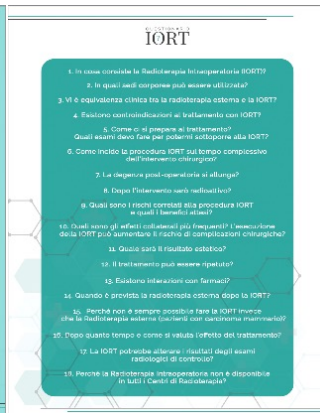 QUESTIONARIO
IORT
1. In cosa consiste la Radioterapia Intraoperatoria (IORT)?
2. In quali sedi corporee può essere utilizzata?
3. Vi è equivalenza clinica tra la radioterapia esterna e la IORT?
4. Esistono controindicazioni al trattamento con IORT?
5. Come ci si prepara al trattamento?
Quali esami devo fare per potermi sottoporre alla IORT?
6. Come incide la procedura IORT sul tempo complessivo
dell'intervento chirurgico?
7. La degenza post-operatoria si allunga?
8. Dopo l'intervento sarò radioattivo?
9. Quali sono i rischi correlati alla procedura IORT
e quali i benefici attesi?
10. Quali sono gli effetti collaterali più frequenti? L'esecuzione
della IORT può aumentare il rischio di complicazioni chirurgiche?
11. Quale sarà il risultato estetico?
12. Il trattamento può essere ripetuto?
13. Esistono interazioni con farmaci?
14. Quando è prevista la radioterapia esterna dopo la IORT?
15. Perchè non è sempre possibile fare la IORT invece
che la Radioterapia esterna (pazienti con carcinoma mammario)?
16. Dopo quanto tempo e come si valuta l'effetto del trattamento?
17. La IORT potrebbe alterare i risultati degli esami
radiologici di controllo?
18. Perchè la Radioterapia Intraoperatoria non è disponibile
in tutti i Centri di Radioterapia?